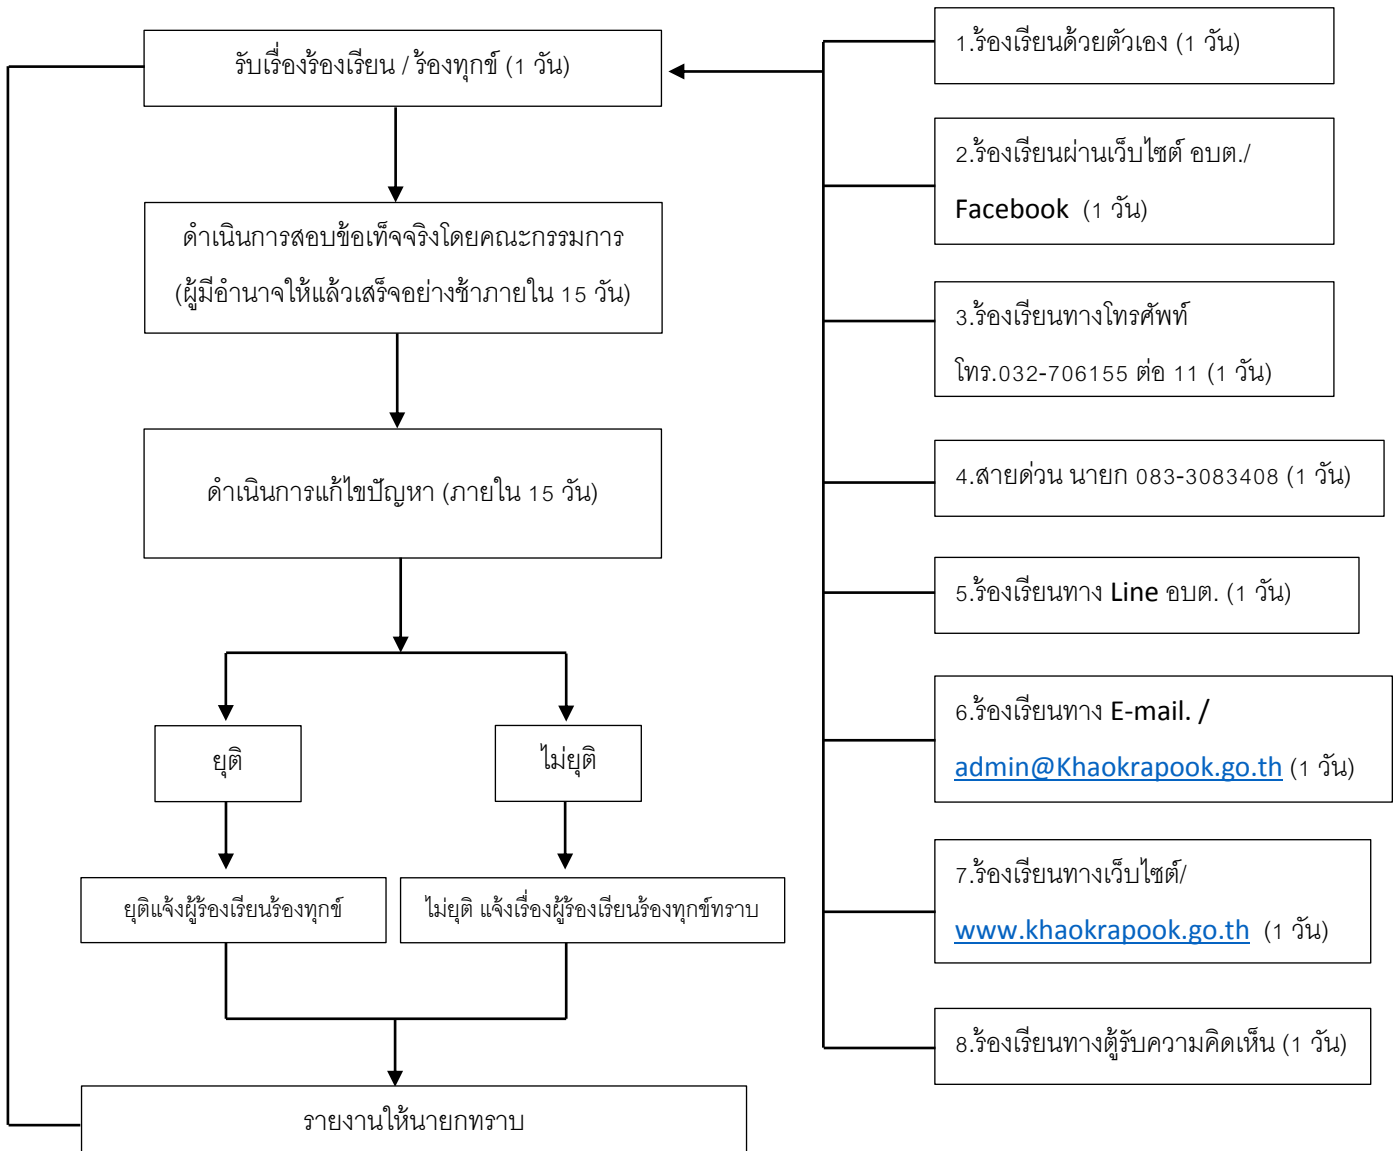 รับเรื่องร้องเรียน / ร้องทุกข์ (1 วัน)
ดำเนินการสอบข้อเท็จจริงโดยคณะกรรมการ
(ผู้มีอำนาจให้แล้วเสร็จอย่างช้าภายใน 15 วัน)
ดำเนินการแก้ไขปัญหา (ภายใน 15 วัน)
ยุติ
ไม่ยุติ
ยุติแจ้งผู้ร้องเรียนร้องทุกข์
ไม่ยุติ แจ้งเรื่องผู้ร้องเรียนร้องทุกข์ทราบ
รายงานให้นายกทราบ
1.ร้องเรียนด้วยตัวเอง (1 วัน)
2.ร้องเรียนผ่านเว็บไซต์ อบต./
Facebook (1 วัน)
3.ร้องเรียนทางโทรศัพท์
โทร.032-706155 ต่อ 11 (1 วัน)
4.สายด่วน นายก 083-3083408 (1 วัน)
5.ร้องเรียนทาง Line อบต. (1 วัน)
6.ร้องเรียนทาง E-mail. /
admin@Khaokrapook.go.th (1 วัน)
7.ร้องเรียนทางเว็บไซต์/
www.khaokrapook.go.th (1 วัน)
8.ร้องเรียนทางตู้รับความคิดเห็น (1 วัน)